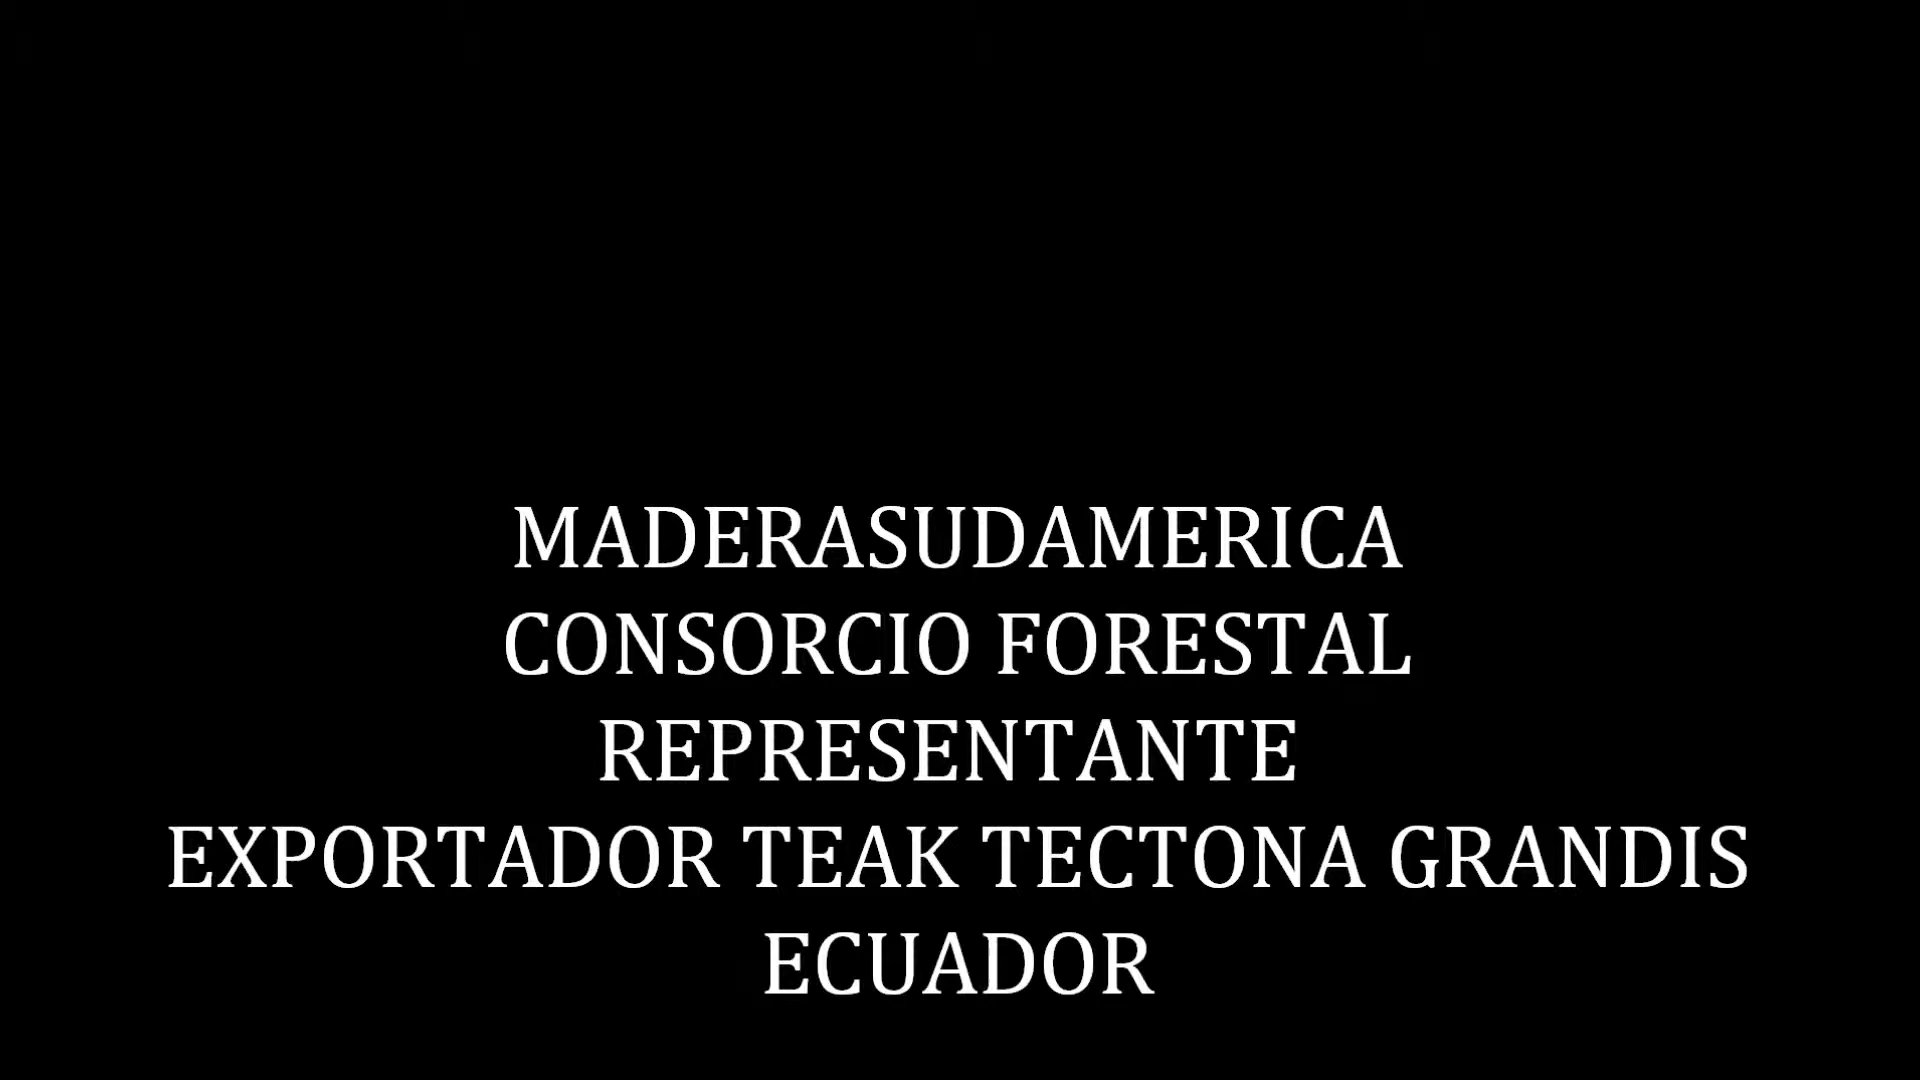 MADERASUDAMERICA
CONSORCIO FORESTAL
REPRESENTANTE
EXPORTADOR TEAK TECTONA GRANDIS
ECUADOR